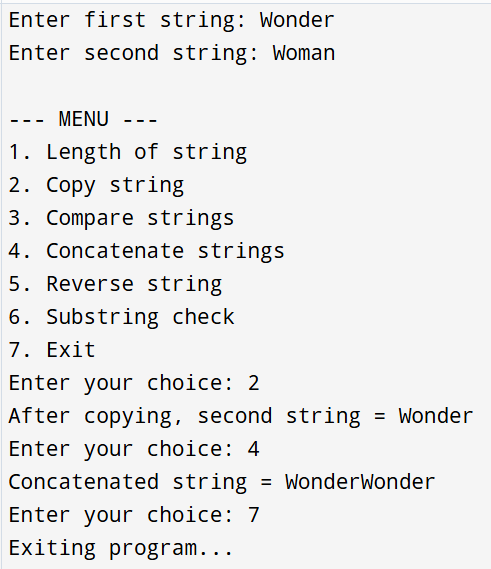 Enter first string: Wonder
Enter second string: Woman
--- MENU ---
1. Length of string
2. Copy string
3. Compare strings
4. Concatenate strings
5. Reverse string
6. Substring check
7. Exit
Enter your choice: 2
After copying, second string = Wonder
Enter your choice: 4
Concatenated string = WonderWonder
Enter your choice: 7
Exiting program...